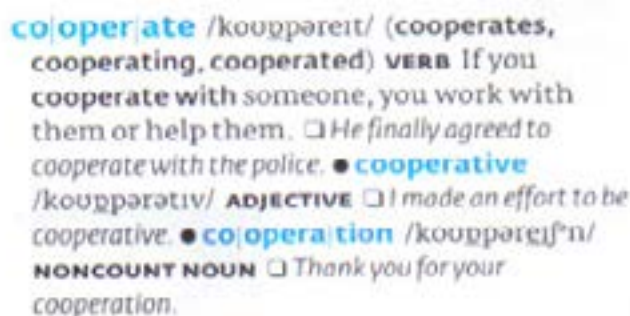 co|oper|ate /koʊɒpəreɪt/ (cooperates,
cooperating, cooperated) VERB If you
cooperate with someone, you work with
them or help them. ❑ He finally agreed to
cooperate with the police. ● cooperative
/koʊɒpərətɪv/ ADJECTIVE ❑ I made an effort to be
cooperative. ● co|opera|tion /koʊɒpəreɪʃᵊn/
NONCOUNT NOUN ❑ Thank you for your
cooperation.